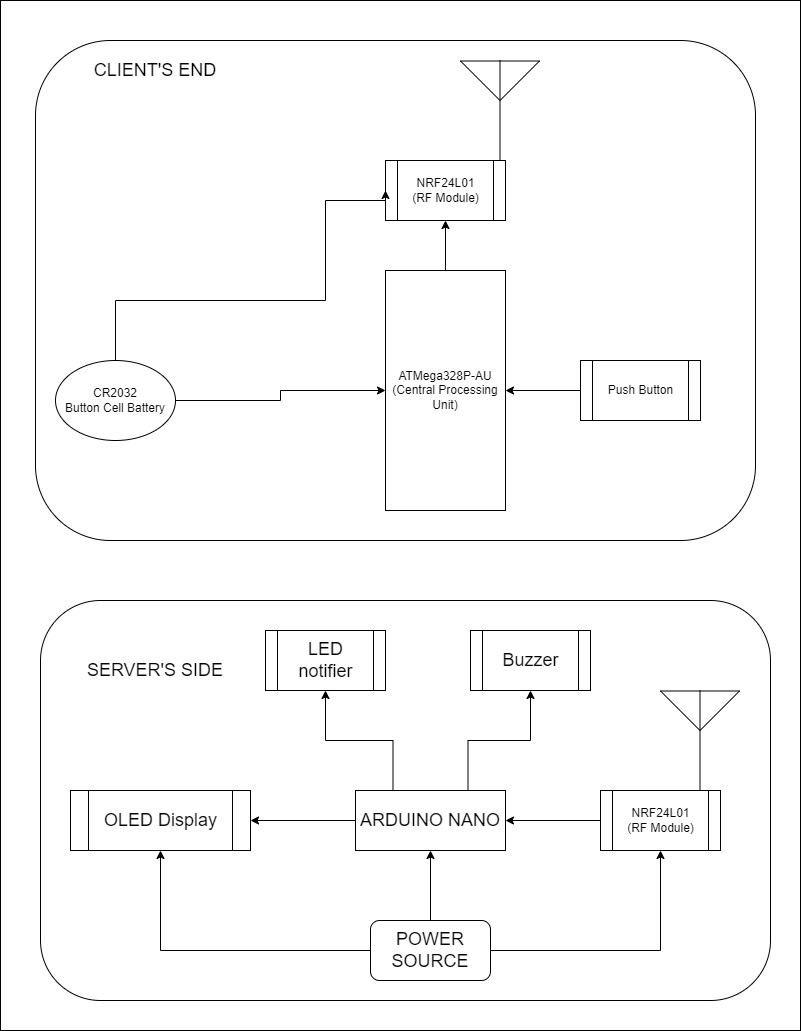 CLIENT'S END
NRF24L01
(RF Module)
ATMega328P-AU
(Central Processing
Unit)
CR2032
Button Cell Battery
Push Button
SERVER'S SIDE
LED
notifier
Buzzer
OLED Display
ARDUINO NANO
NRF24L01
(RF Module)
POWER
SOURCE